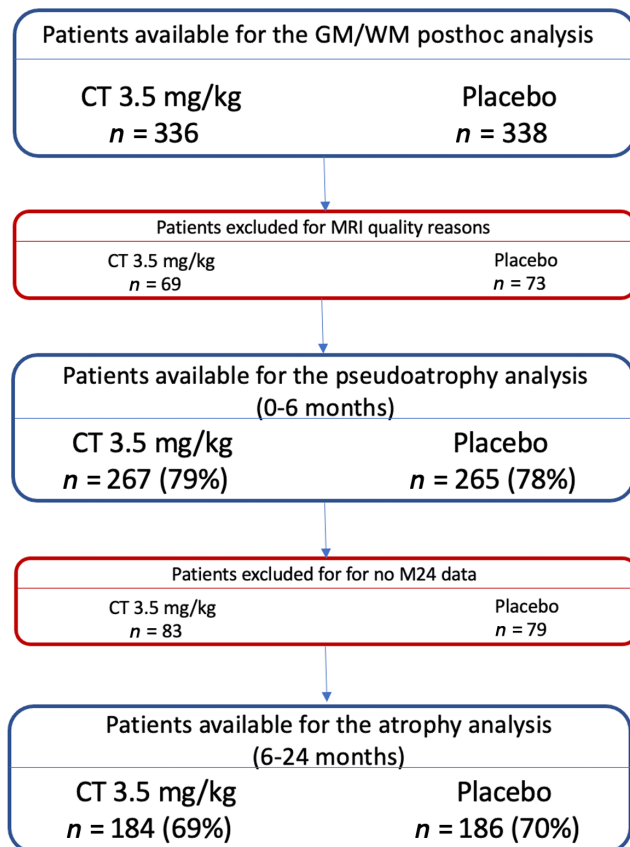 Patients available for the GM/WM posthoc analysis
CT 3.5 mg/kg Placebo
n = 336 n = 338
Patients excluded for MRI quality reasons
CT 3.5 mg/kg Placebo
n = 69 n = 73
Patients available for the pseudoatrophy analysis
(0-6 months)
CT 3.5 mg/kg Placebo
n = 267 (79%) n = 265 (78%)
Patients excluded for for no M24 data
CT 3.5 mg/kg Placebo
n = 83 n = 79
Patients available for the atrophy analysis
(6-24 months)
CT 3.5 mg/kg Placebo
n = 184 (69%) n = 186 (70%)